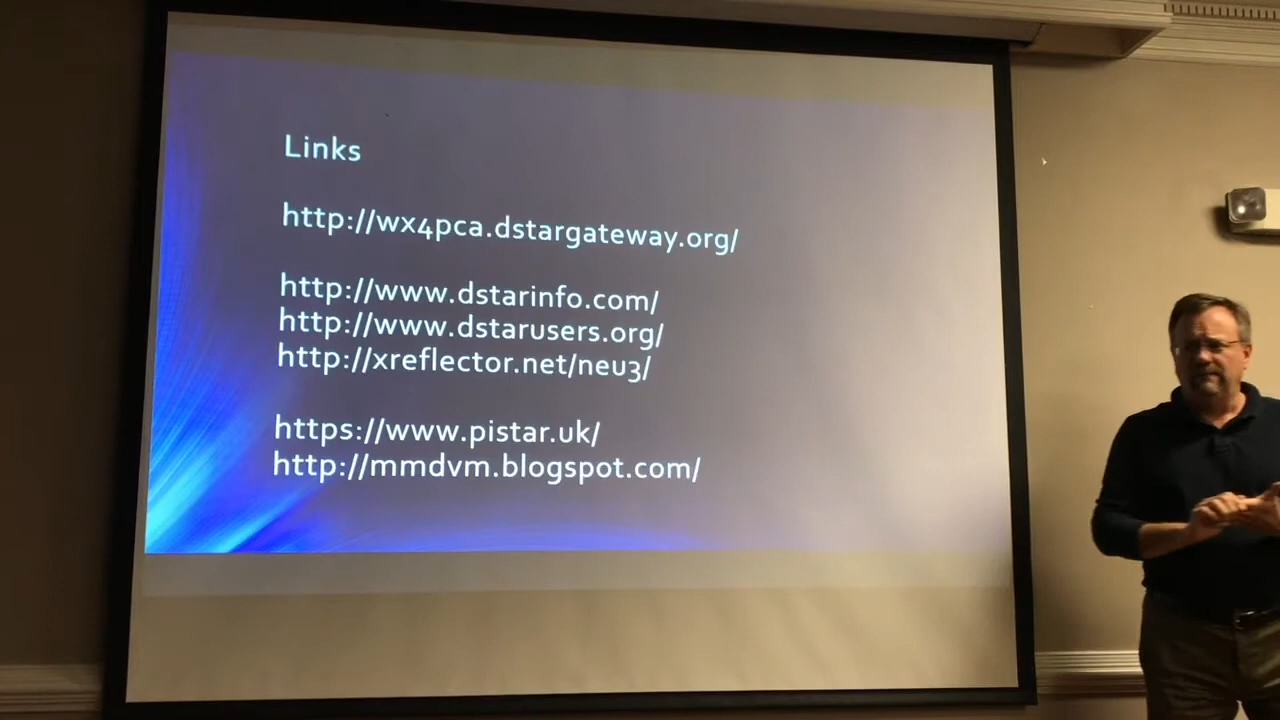 Links
http://wx4pca.dstargateway.org/
http://www.dstarinfo.com/
http://www.dstarusers.org/
http://xreflector.net/neu3/
https://www.pistar.uk/
http://mmdvm.blogspot.com/